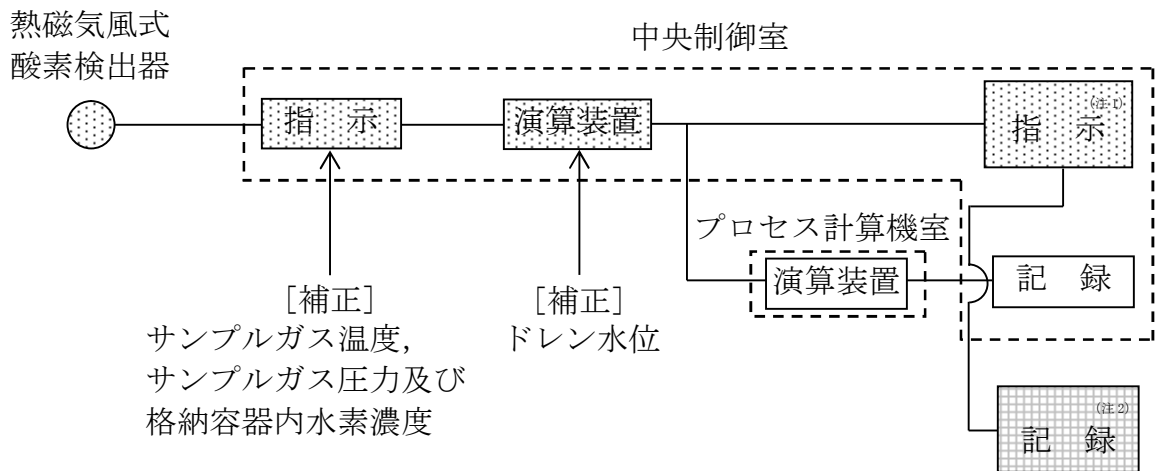 熱磁気風式
酸素検出器
中央制御室
指 示
演算装置
(注1)
指 示
プロセス計算機室
演算装置
記 録
[補正]
サンプルガス温度,
サンプルガス圧力及び
格納容器内水素濃度
[補正]
ドレン水位
(注2)
記 録